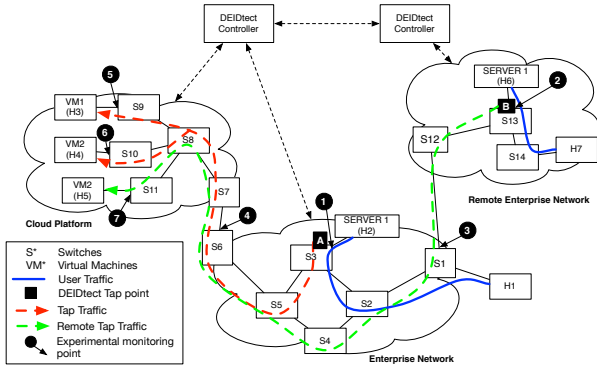 DEIDtect
Controller
DEIDtect
Controller
5
VM1
(H3)
S9
6
VM2
(H4)
S10
S8
VM2
(H5)
S11
7
S7
Cloud Platform
4
S6
S5
S4
1
SERVER 1
(H2)
A
S3
S2
3
S1
H1
Enterprise Network
SERVER 1
(H6)
2
B
S13
S12
S14
H7
Remote Enterprise Network
S* Switches
VM* Virtual Machines
User Traffic
DEIDtect Tap point
Tap Traffic
Remote Tap Traffic
Experimental monitoring
point